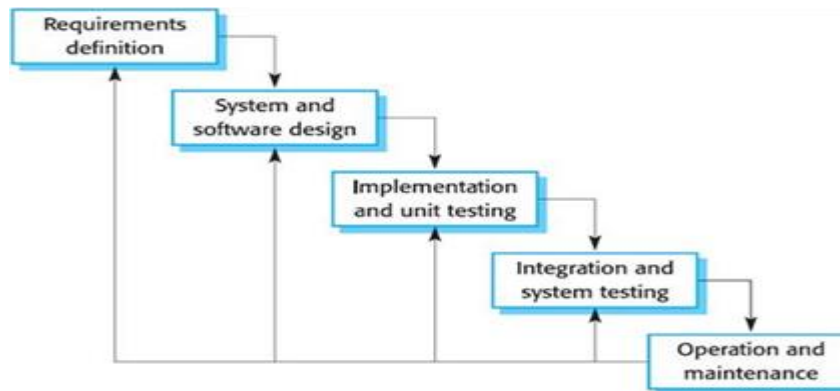 Requirements
definition
System and
software design
Implementation
and unit testing
Integration and
system testing
Operation and
maintenance